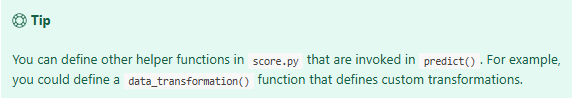 Tip
You can define other helper functions in score.py that are invoked in predict(). For example,
you could define a data_transformation() function that defines custom transformations.